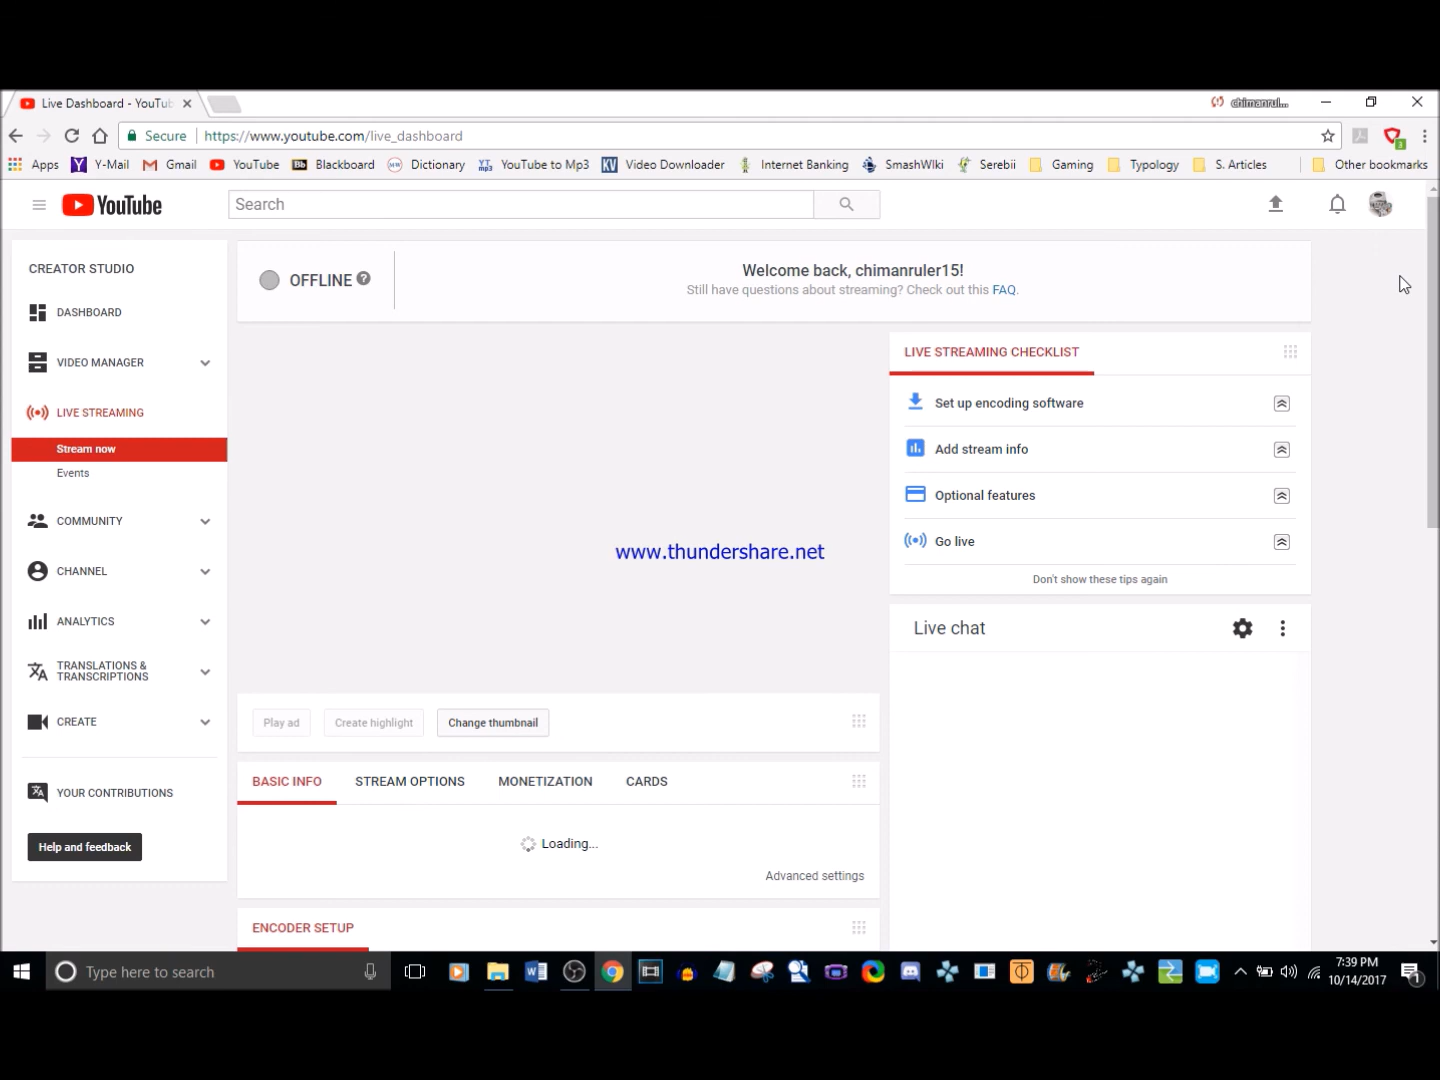 Live Dashboard - YouTub
chimanrul...
Secure
https://www.youtube.com/live_dashboard
Apps
Y-Mail
Gmail
YouTube
Blackboard
Dictionary
YouTube to Mp3
Video Downloader
Internet Banking
SmashWIki
Serebii
Gaming
Typology
S. Articles
Other bookmarks
YouTube
Search
CREATOR STUDIO
DASHBOARD
VIDEO MANAGER
LIVE STREAMING
Stream now
Events
COMMUNITY
CHANNEL
ANALYTICS
TRANSLATIONS &
TRANSCRIPTIONS
CREATE
YOUR CONTRIBUTIONS
Help and feedback
OFFLINE
Welcome back, chimanruler15!
Still have questions about streaming? Check out this FAQ.
LIVE STREAMING CHECKLIST
Set up encoding software
Add stream info
Optional features
Go live
Don't show these tips again
www.thundershare.net
Live chat
Play ad
Create highlight
Change thumbnail
BASIC INFO
STREAM OPTIONS
MONETIZATION
CARDS
Loading...
Advanced settings
ENCODER SETUP
Type here to search
7:39 PM
10/14/2017